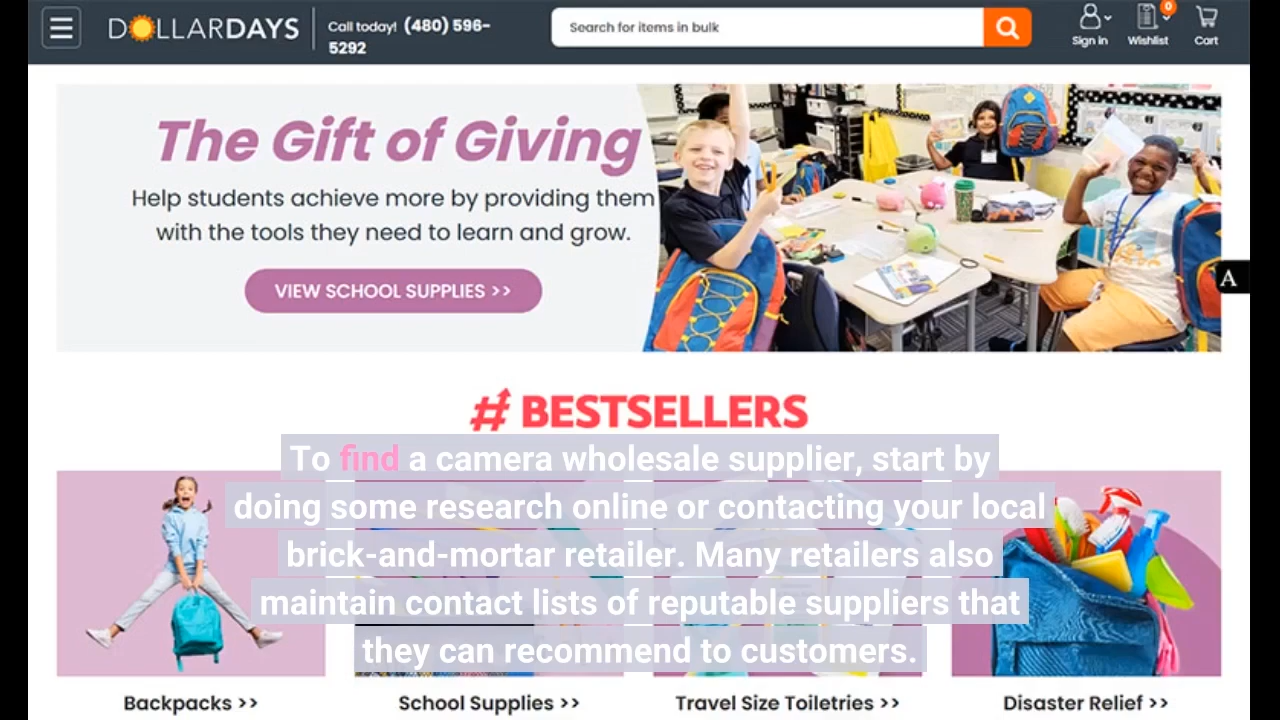 DOLLARDAYS
Call today! (480) 596-
5292
Search for items in bulk
0
Sign in
Wishlist
Cart
The Gift of Giving
Help students achieve more by providing them
with the tools they need to learn and grow.
VIEW SCHOOL SUPPLIES >>
A
# BESTSELLERS
To find a camera wholesale supplier, start by
doing some research online or contacting your local
brick-and-mortar retailer. Many retailers also
maintain contact lists of reputable suppliers that
they can recommend to customers.
Backpacks >>
School Supplies >>
Travel Size Toiletries >>
Disaster Relief >>